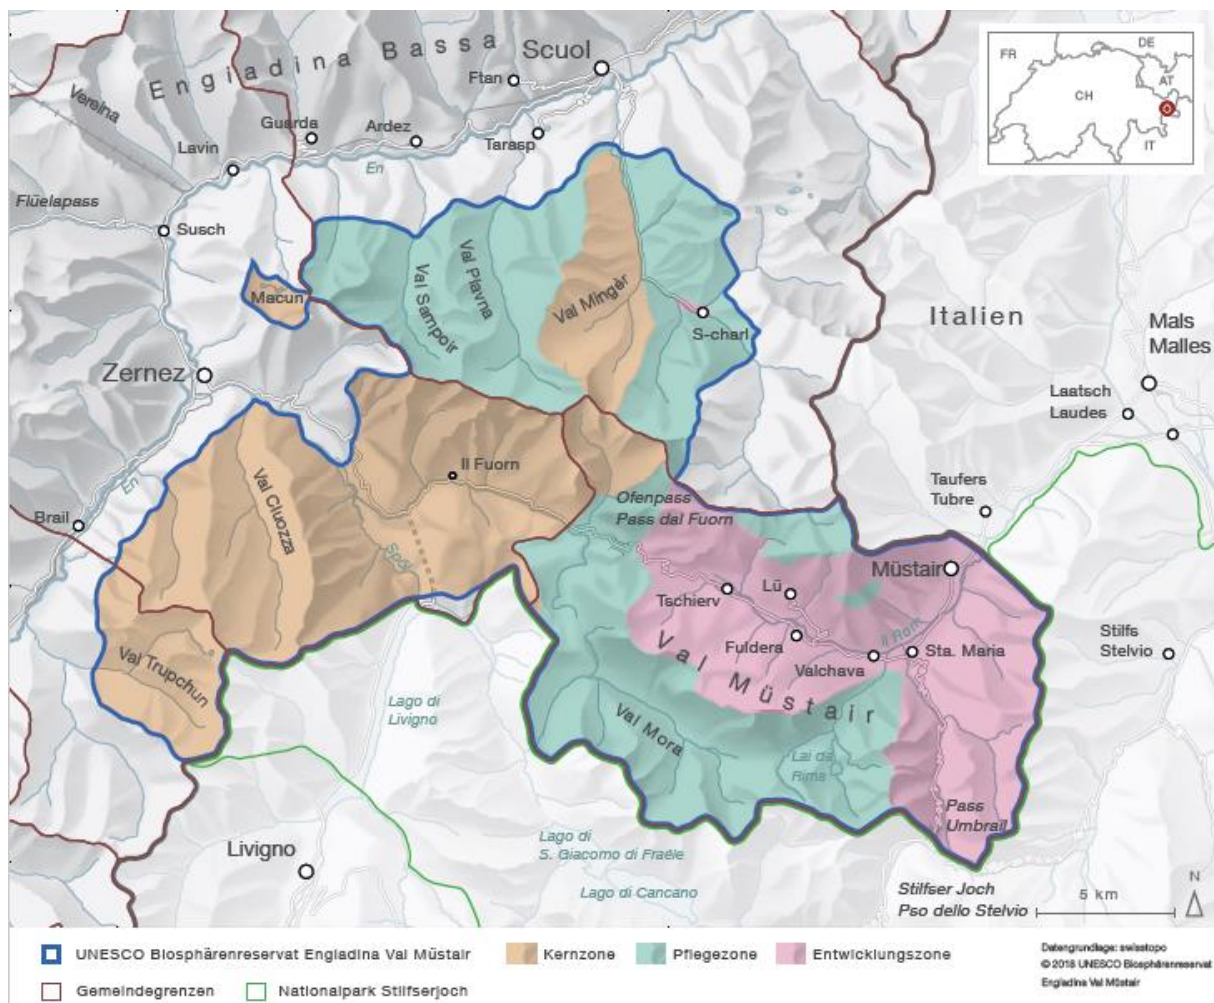 Engiadina Bassa
Scuol
Ftan
FR
DE
AT
CH
IT
Vereina
Guarda
Ardez
Tarasp
Lavin
En
Flüelapass
Susch
Macun
Val Sampoir
Val Plavna
Val Mingèr
S-charl
Italien
Mals
Malles
Zernez
Laatsch
Laudes
Il Fuorn
Val Cluozza
En
Brail
Spöl
Ofenpass
Pass dal Fuorn
Taufers
Tubre
Müstair
Tschierv
Lü
Il Rom
Fuldera
Valchava
Sta. Maria
Stilfs
Stelvio
Val Müstair
Val Trupchun
Lago di
Livigno
Val Mora
Lai da
Rims
Pass
Umbrail
Livigno
Lago di
S. Giacomo di Fraéle
Lago di Cancano
Stilfser Joch
Pso dello Stelvio
5 km
N
UNESCO Biosphärenreservat Engiadina Val Müstair
Kernzone
Pflegezone
Entwicklungszone
Gemeindegrenzen
Nationalpark Stilfserjoch
Datengrundlage: swisstopo
© 2018 UNESCO Biosphärenreservat
Engiadina Val Müstair